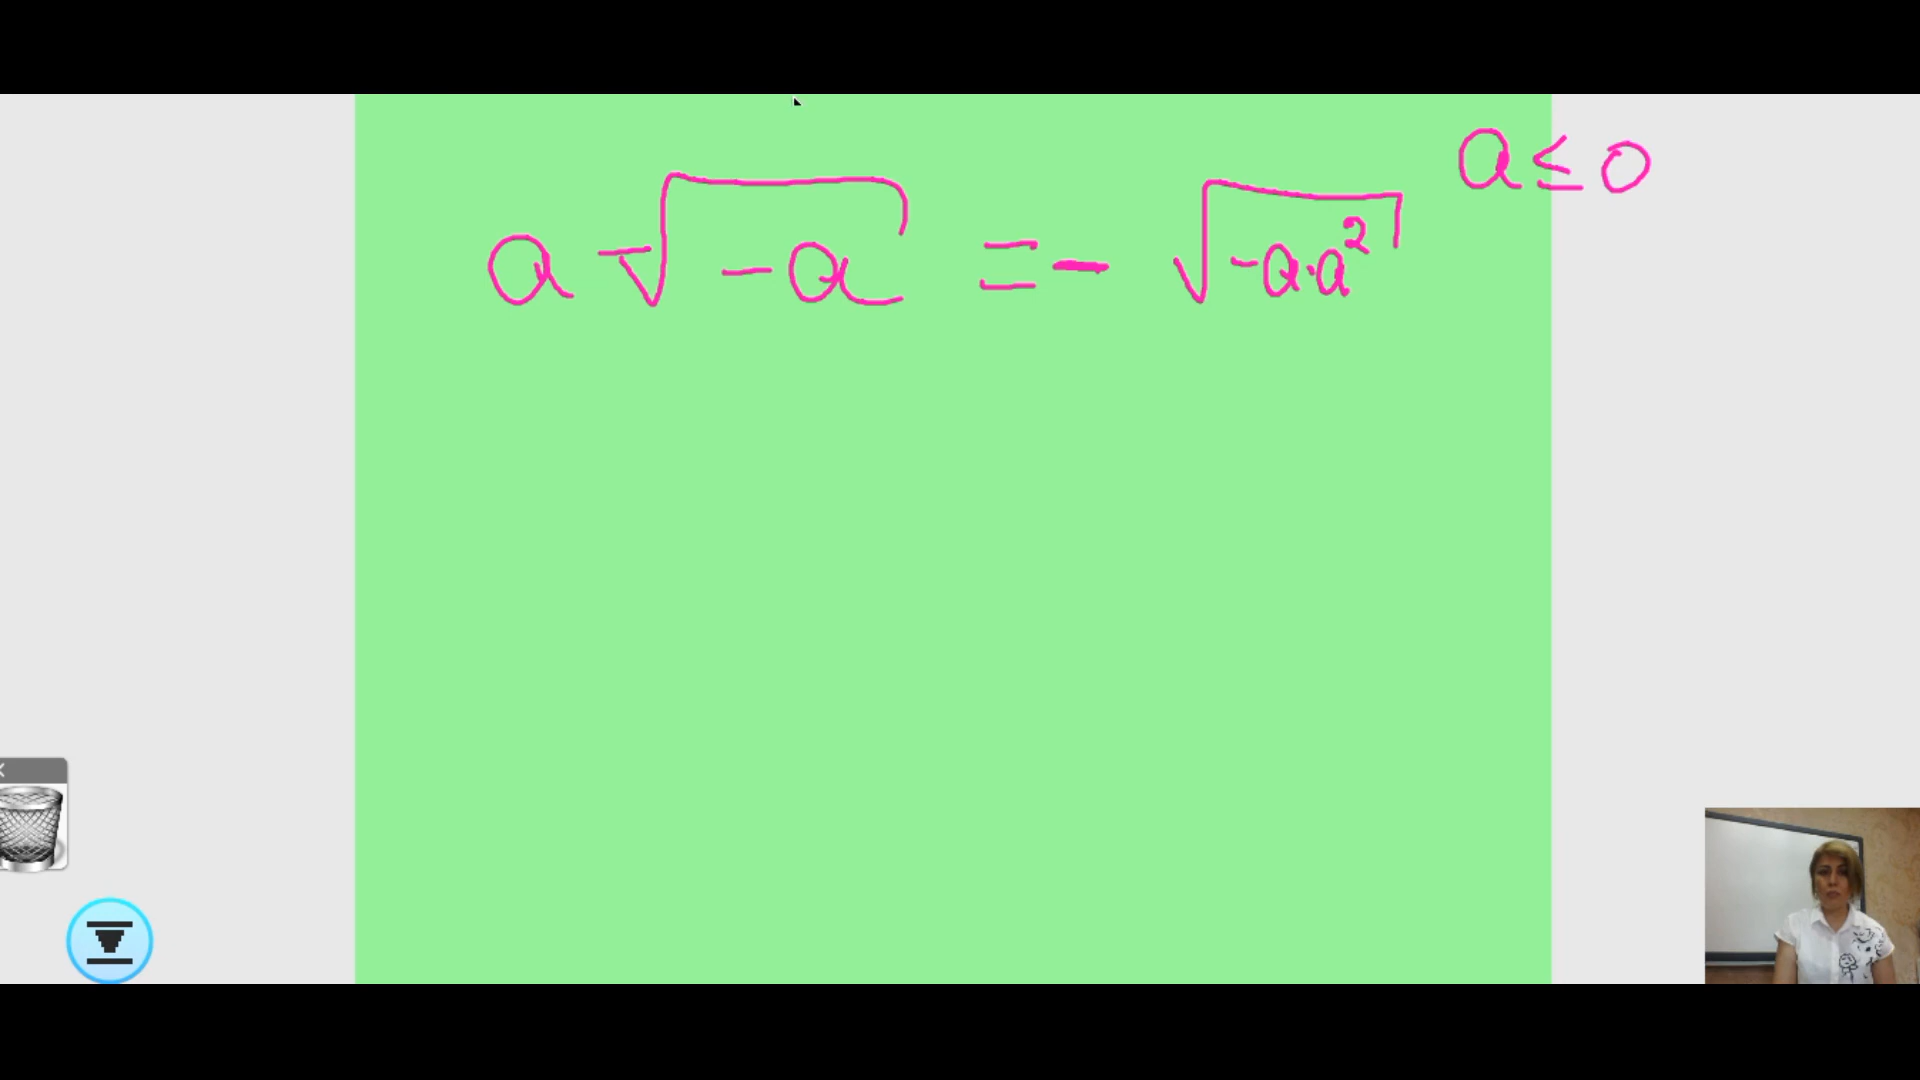 a ≤ 0
a √-a = - √-a·a²